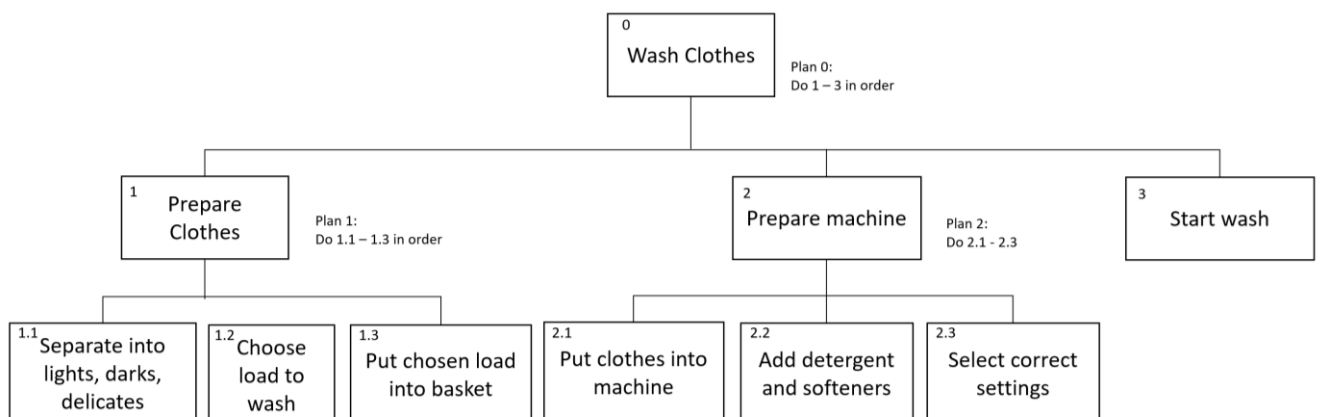 0
Wash Clothes
Plan 0:
Do 1 – 3 in order
1
Prepare
Clothes
Plan 1:
Do 1.1 – 1.3 in order
2
Prepare machine
Plan 2:
Do 2.1 - 2.3
3
Start wash
1.1
Separate into
lights, darks,
delicates
1.2
Choose
load to
wash
1.3
Put chosen load
into basket
2.1
Put clothes into
machine
2.2
Add detergent
and softeners
2.3
Select correct
settings